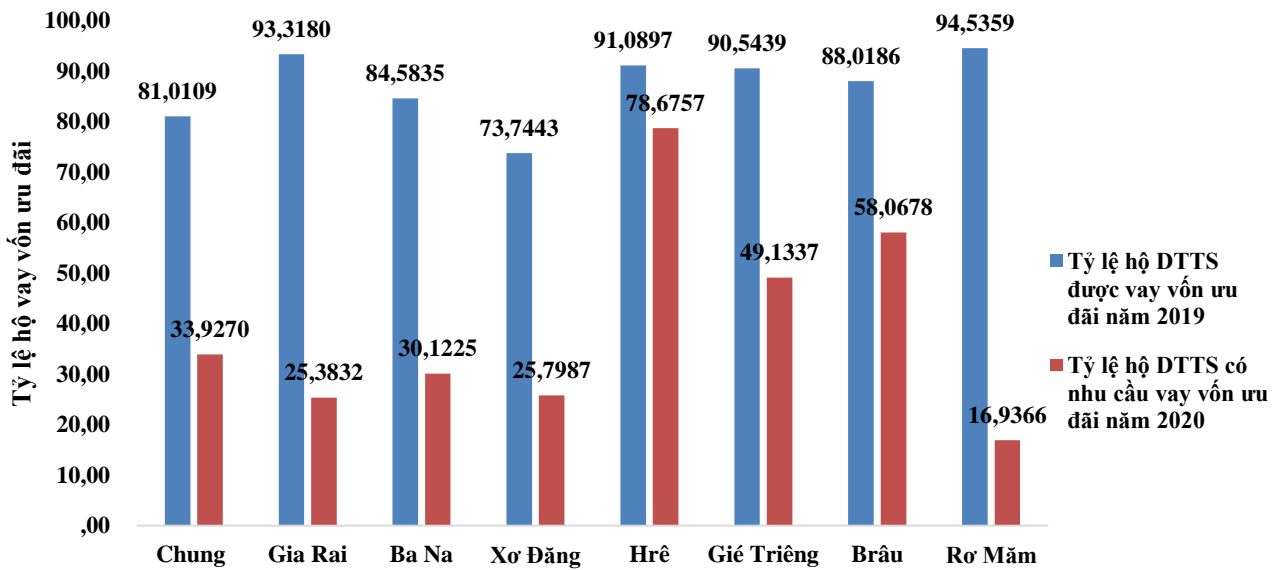 Tỷ lệ hộ vay vốn ưu đãi
100,00
90,00
80,00
70,00
60,00
50,00
40,00
30,00
20,00
10,00
,00
81,0109
33,9270
93,3180
25,3832
84,5835
30,1225
73,7443
25,7987
91,0897
78,6757
90,5439
49,1337
88,0186
58,0678
94,5359
16,9366
Chung
Gia Rai
Ba Na
Xơ Đăng
Hrê
Gié Triêng
Brâu
Rơ Măm
Tỷ lệ hộ DTTS
được vay vốn ưu
đãi năm 2019
Tỷ lệ hộ DTTS có
nhu cầu vay vốn ưu
đãi năm 2020